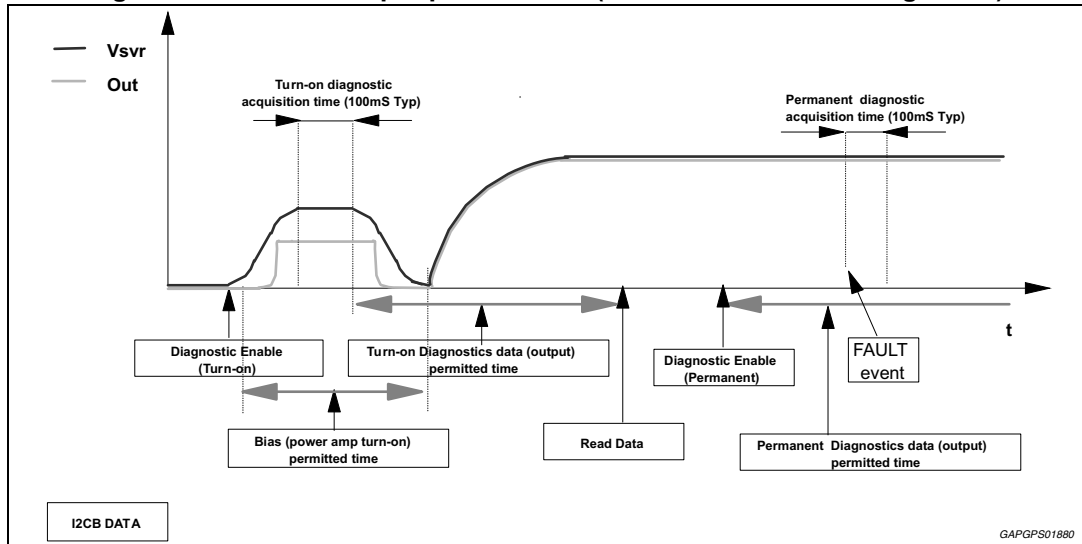 Vsvr
Out
Turn-on diagnostic
acquisition time (100mS Typ)
Permanent diagnostic
acquisition time (100mS Typ)
t
Diagnostic Enable
(Turn-on)
Turn-on Diagnostics data (output)
permitted time
Diagnostic Enable
(Permanent)
FAULT
event
Bias (power amp turn-on)
permitted time
Read Data
Permanent Diagnostics data (output)
permitted time
I2CB DATA
GAPGPS01880